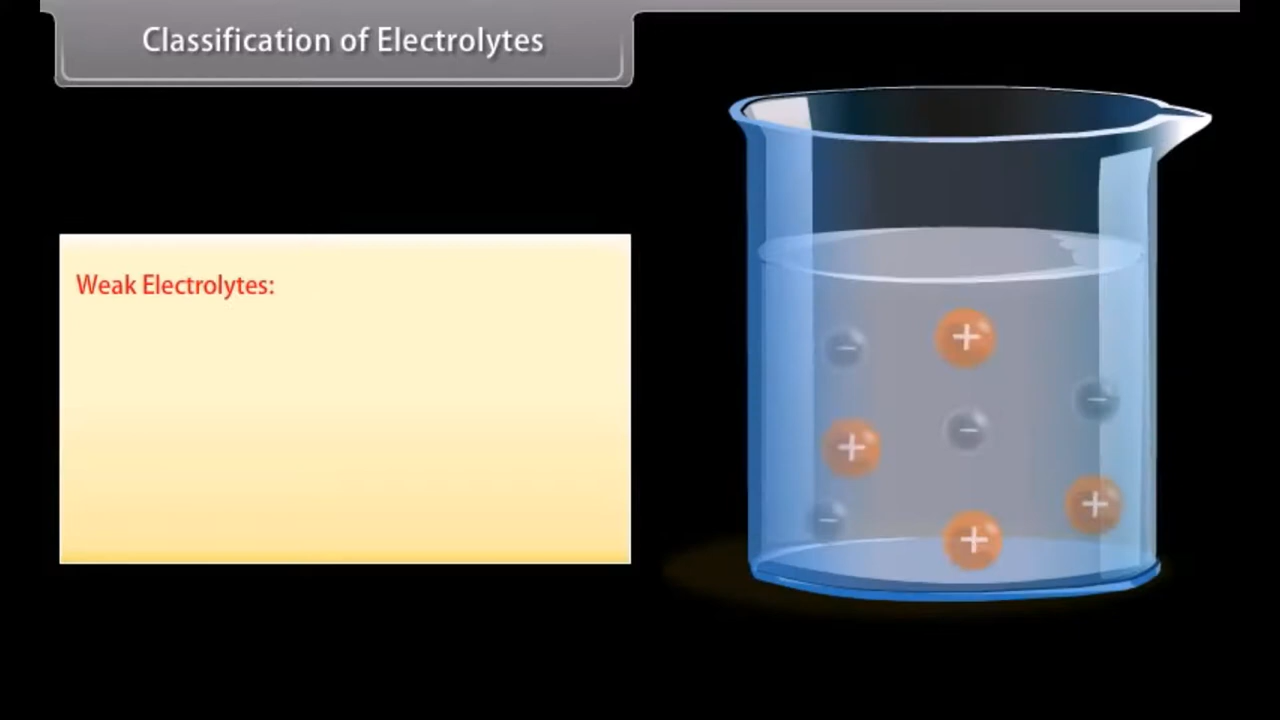 Classification of Electrolytes
Weak Electrolytes:
− +
−
+ −
+
− +